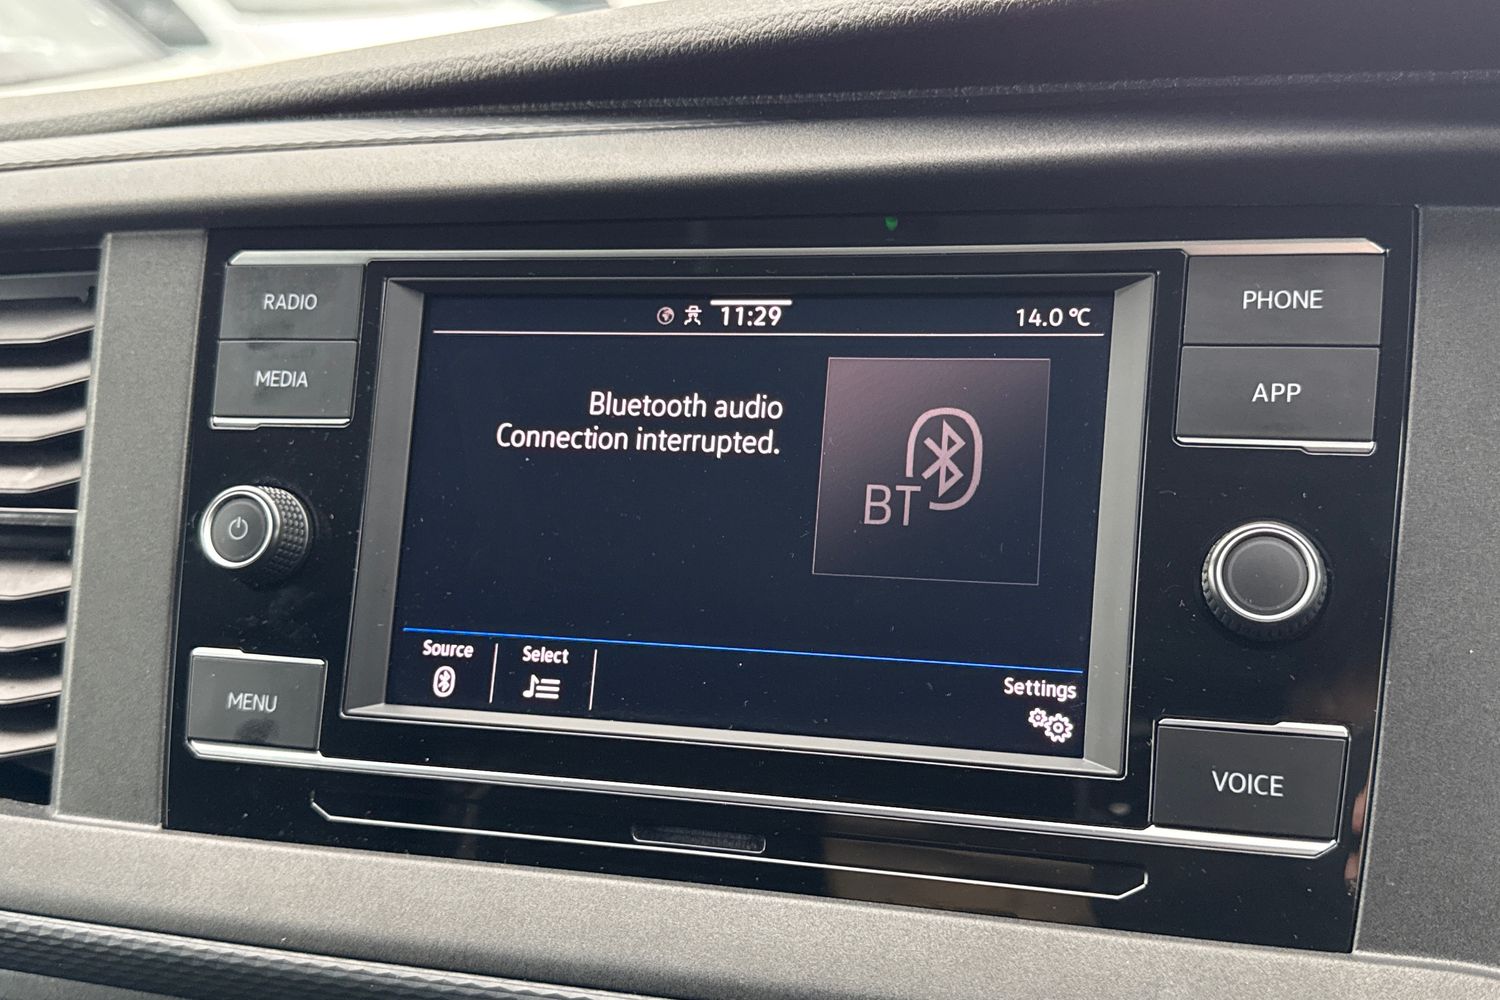 RADIO
MEDIA
MENU
11:29
14.0 °C
Bluetooth audio
Connection interrupted.
BT
Source
Select
Settings
PHONE
APP
VOICE